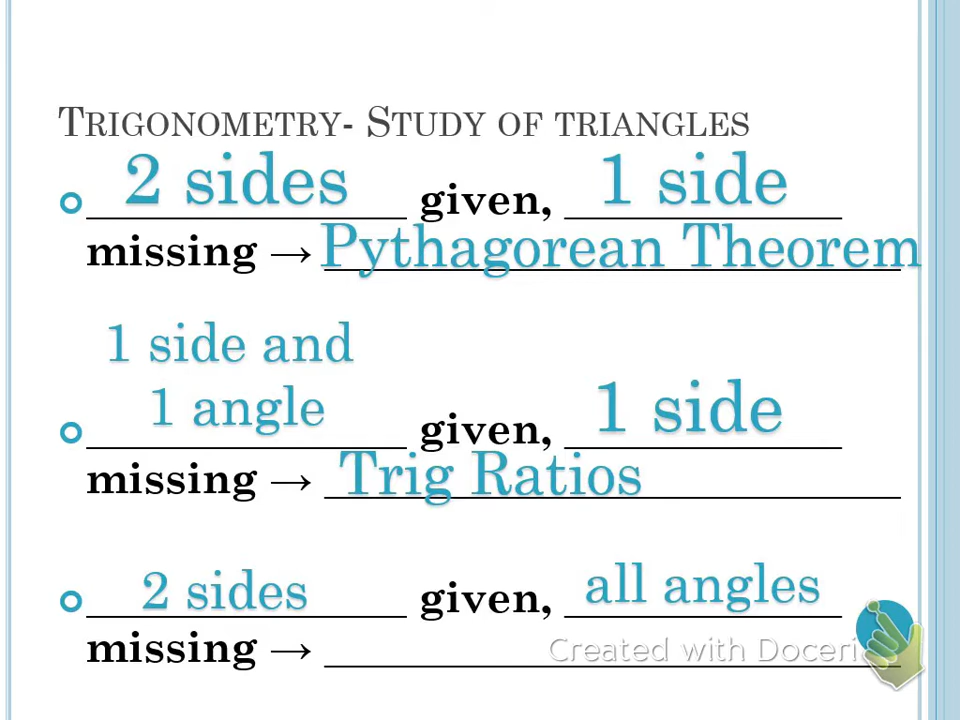 TRIGONOMETRY- STUDY OF TRIANGLES
2 sides given, 1 side
missing → Pythagorean Theorem
1 side and
1 angle given, 1 side
missing → Trig Ratios
2 sides given, all angles
missing →
Created with Doceri